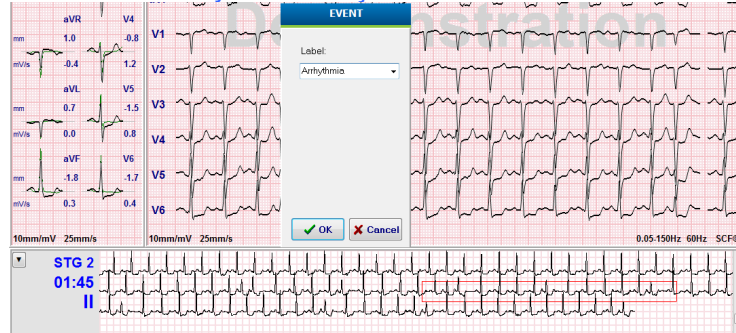 Demonstration
EVENT
Label:
Arrhythmia
OK
Cancel
aVR V4
mm 1.0 -0.8
mV/s -0.4 1.2
aVL V5
mm 0.7 -1.5
mV/s 0.0 0.8
aVF V6
mm -1.8 -1.7
mV/s 0.3 0.4
10mm/mV 25mm/s
V1
V2
V3
V4
V5
V6
10mm/mV 25mm/s
0.05-150Hz 60Hz
STG 2
01:45
II